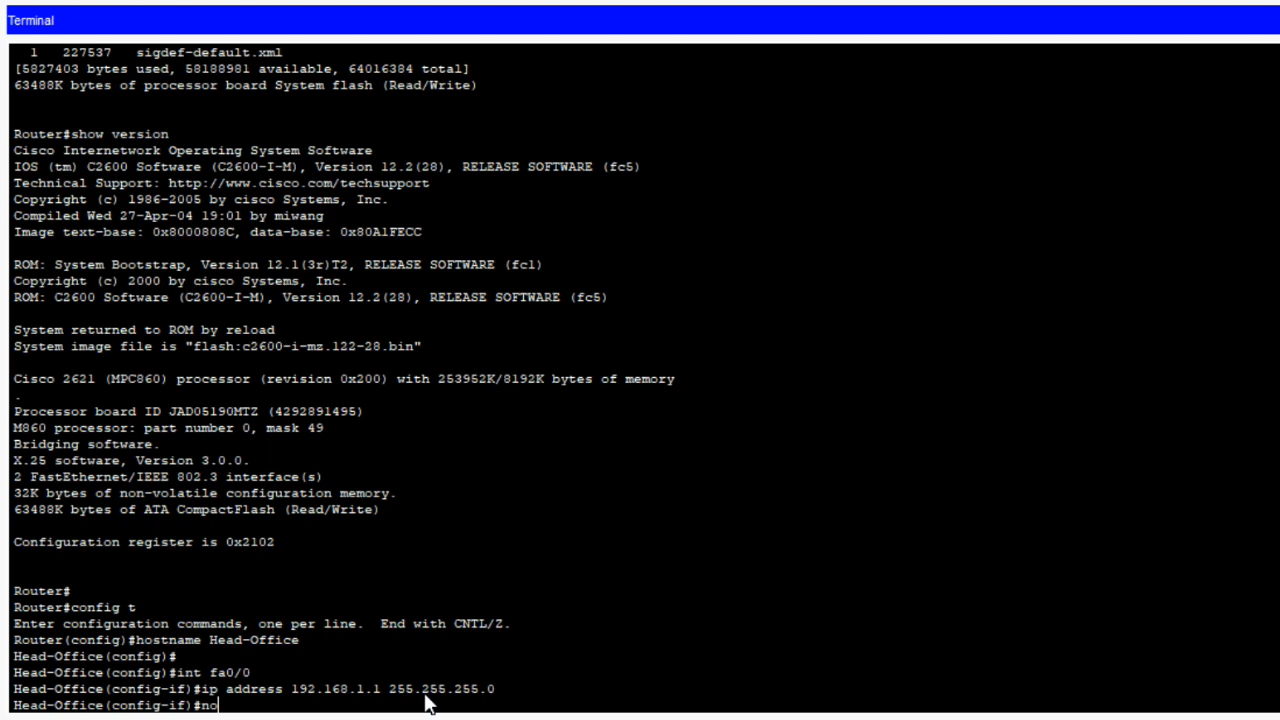 Terminal
1 227537 sigdef-default.xml
[5827403 bytes used, 58188981 available, 64016384 total]
63488K bytes of processor board System flash (Read/Write)
Router#show version
Cisco Internetwork Operating System Software
IOS (tm) C2600 Software (C2600-I-M), Version 12.2(28), RELEASE SOFTWARE (fc5)
Technical Support: http://www.cisco.com/techsupport
Copyright (c) 1986-2005 by cisco Systems, Inc.
Compiled Wed 27-Apr-04 19:01 by miwang
Image text-base: 0x8000808C, data-base: 0x80A1FECC
ROM: System Bootstrap, Version 12.1(3r)T2, RELEASE SOFTWARE (fc1)
Copyright (c) 2000 by cisco Systems, Inc.
ROM: C2600 Software (C2600-I-M), Version 12.2(28), RELEASE SOFTWARE (fc5)
System returned to ROM by reload
System image file is "flash:c2600-i-mz.122-28.bin"
Cisco 2621 (MPC860) processor (revision 0x200) with 253952K/8192K bytes of memory
.
Processor board ID JAD05190MTZ (4292891495)
M860 processor: part number 0, mask 49
Bridging software.
X.25 software, Version 3.0.0.
2 FastEthernet/IEEE 802.3 interface(s)
32K bytes of non-volatile configuration memory.
63488K bytes of ATA CompactFlash (Read/Write)
Configuration register is 0x2102
Router#
Router#config t
Enter configuration commands, one per line. End with CNTL/Z.
Router(config)#hostname Head-Office
Head-Office(config)#
Head-Office(config)#int fa0/0
Head-Office(config-if)#ip address 192.168.1.1 255.255.255.0
Head-Office(config-if)#no